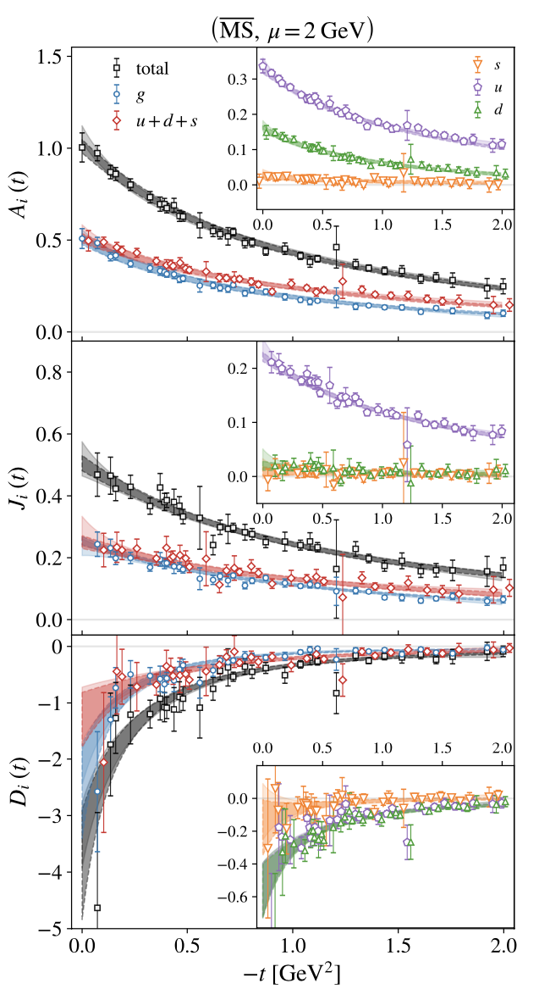 (M̅S̅, μ = 2 GeV)
1.5
1.0
0.5
0.0
A_i (t)
total
g
u+d+s
0.3
0.2
0.1
0.0
s
u
d
0.0 0.5 1.0 1.5 2.0
0.8
0.6
0.4
0.2
0.0
J_i (t)
0.2
0.1
0.0
0.0 0.5 1.0 1.5 2.0
0
−1
−2
−3
−4
−5
D_i (t)
0.0 0.5 1.0 1.5 2.0
0.0
−0.2
−0.4
−0.6
0.0 0.5 1.0 1.5 2.0
−t [GeV²]